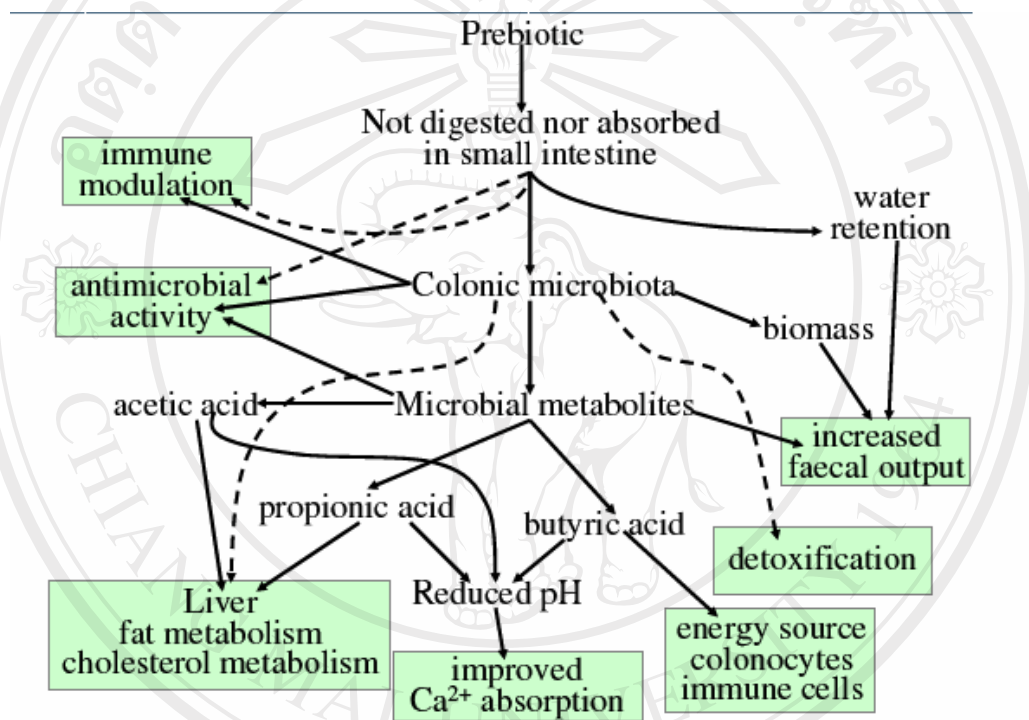 Prebiotic
Not digested nor absorbed
in small intestine
immune
modulation
water
retention
antimicrobial
activity
Colonic microbiota
biomass
acetic acid
Microbial metabolites
increased
faecal output
propionic acid
butyric acid
detoxification
Liver
fat metabolism
cholesterol metabolism
Reduced pH
energy source
colonocytes
immune cells
improved
Ca²⁺ absorption